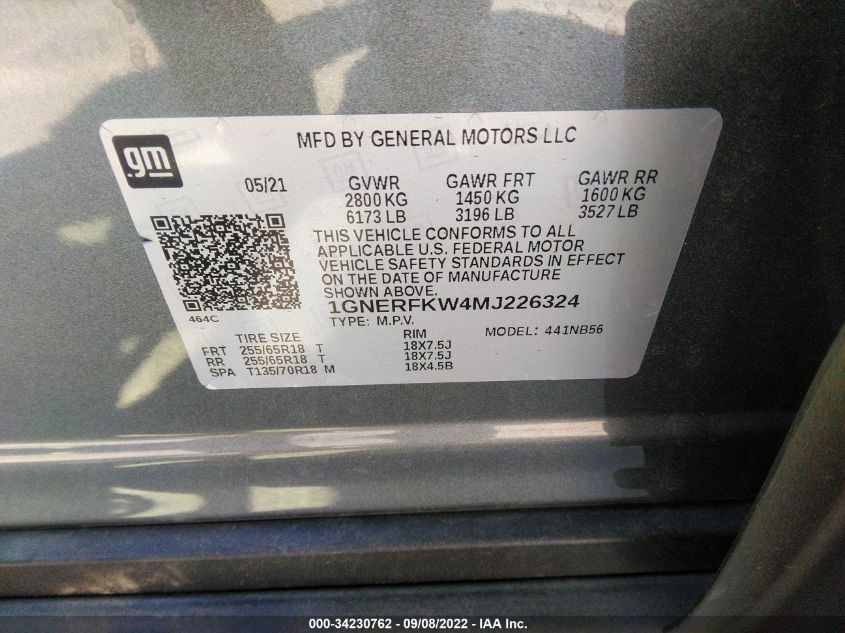 gm
MFD BY GENERAL MOTORS LLC
05/21 GVWR GAWR FRT GAWR RR
2800 KG 1450 KG 1600 KG
6173 LB 3196 LB 3527 LB
THIS VEHICLE CONFORMS TO ALL
APPLICABLE U.S. FEDERAL MOTOR
VEHICLE SAFETY STANDARDS IN EFFECT
ON THE DATE OF MANUFACTURE
SHOWN ABOVE.
464C 1GNERFKW4MJ226324
TYPE: M.P.V. MODEL: 441NB56
TIRE SIZE RIM
FRT 255/65R18 T 18X7.5J
RR 255/65R18 T 18X7.5J
SPA T135/70R18 M 18X4.5B
000-34230762 - 09/08/2022 - IAA Inc.